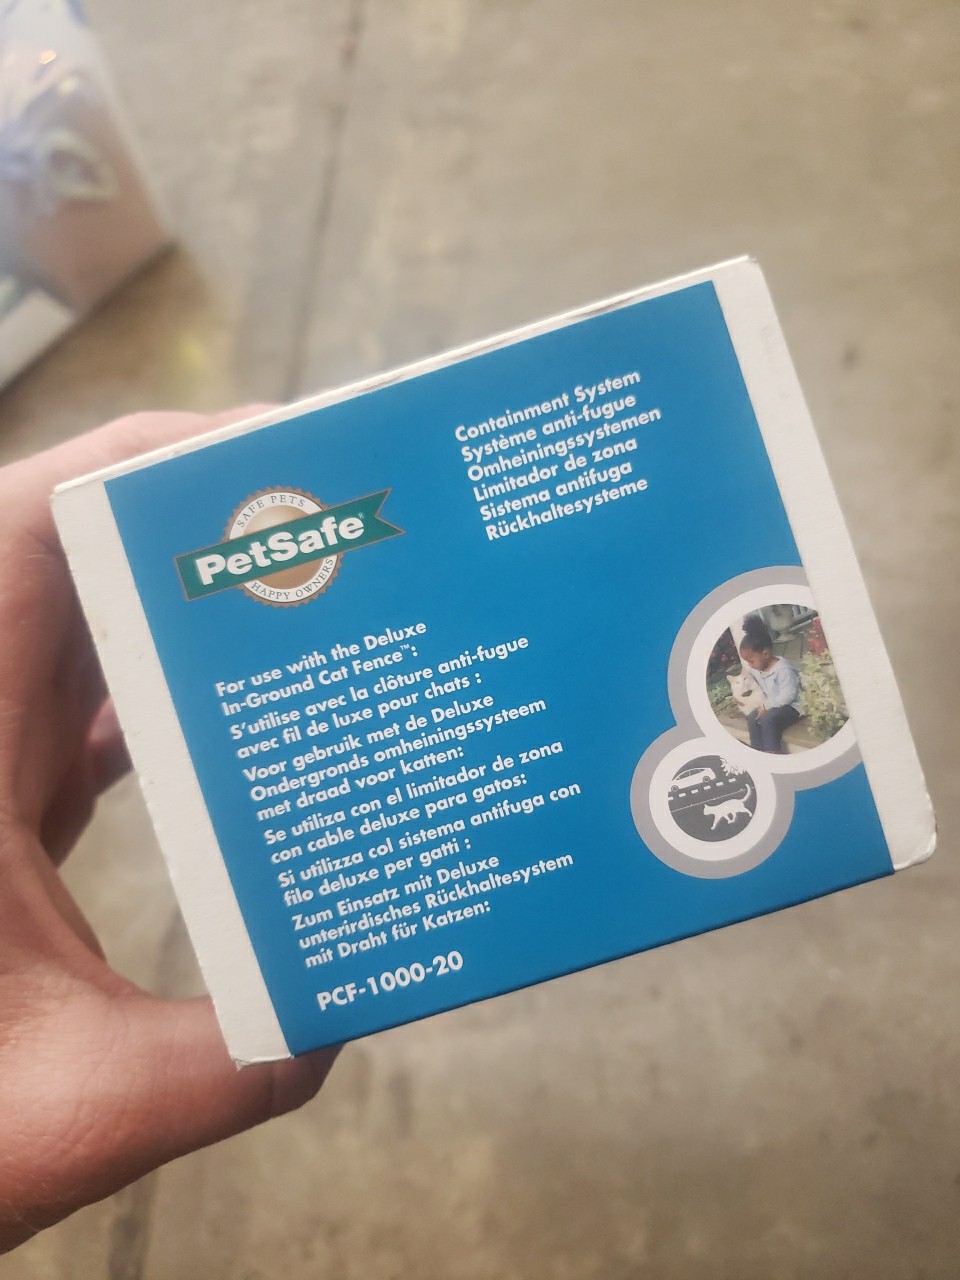 Containment System
Système anti-fugue
Omheiningssystemen
Limitador de zona
Sistema antifuga
Rückhaltesysteme
SAFE PETS
PetSafe®
HAPPY OWNERS
For use with the Deluxe
In-Ground Cat Fence™:
S'utilise avec la clôture anti-fugue
avec fil de luxe pour chats :
Voor gebruik met de Deluxe
Ondergronds omheiningssysteem
met draad voor katten:
Se utiliza con el limitador de zona
con cable deluxe para gatos:
Si utilizza col sistema antifuga con
filo deluxe per gatti :
Zum Einsatz mit Deluxe
unterirdisches Rückhaltesystem
mit Draht für Katzen:
PCF-1000-20